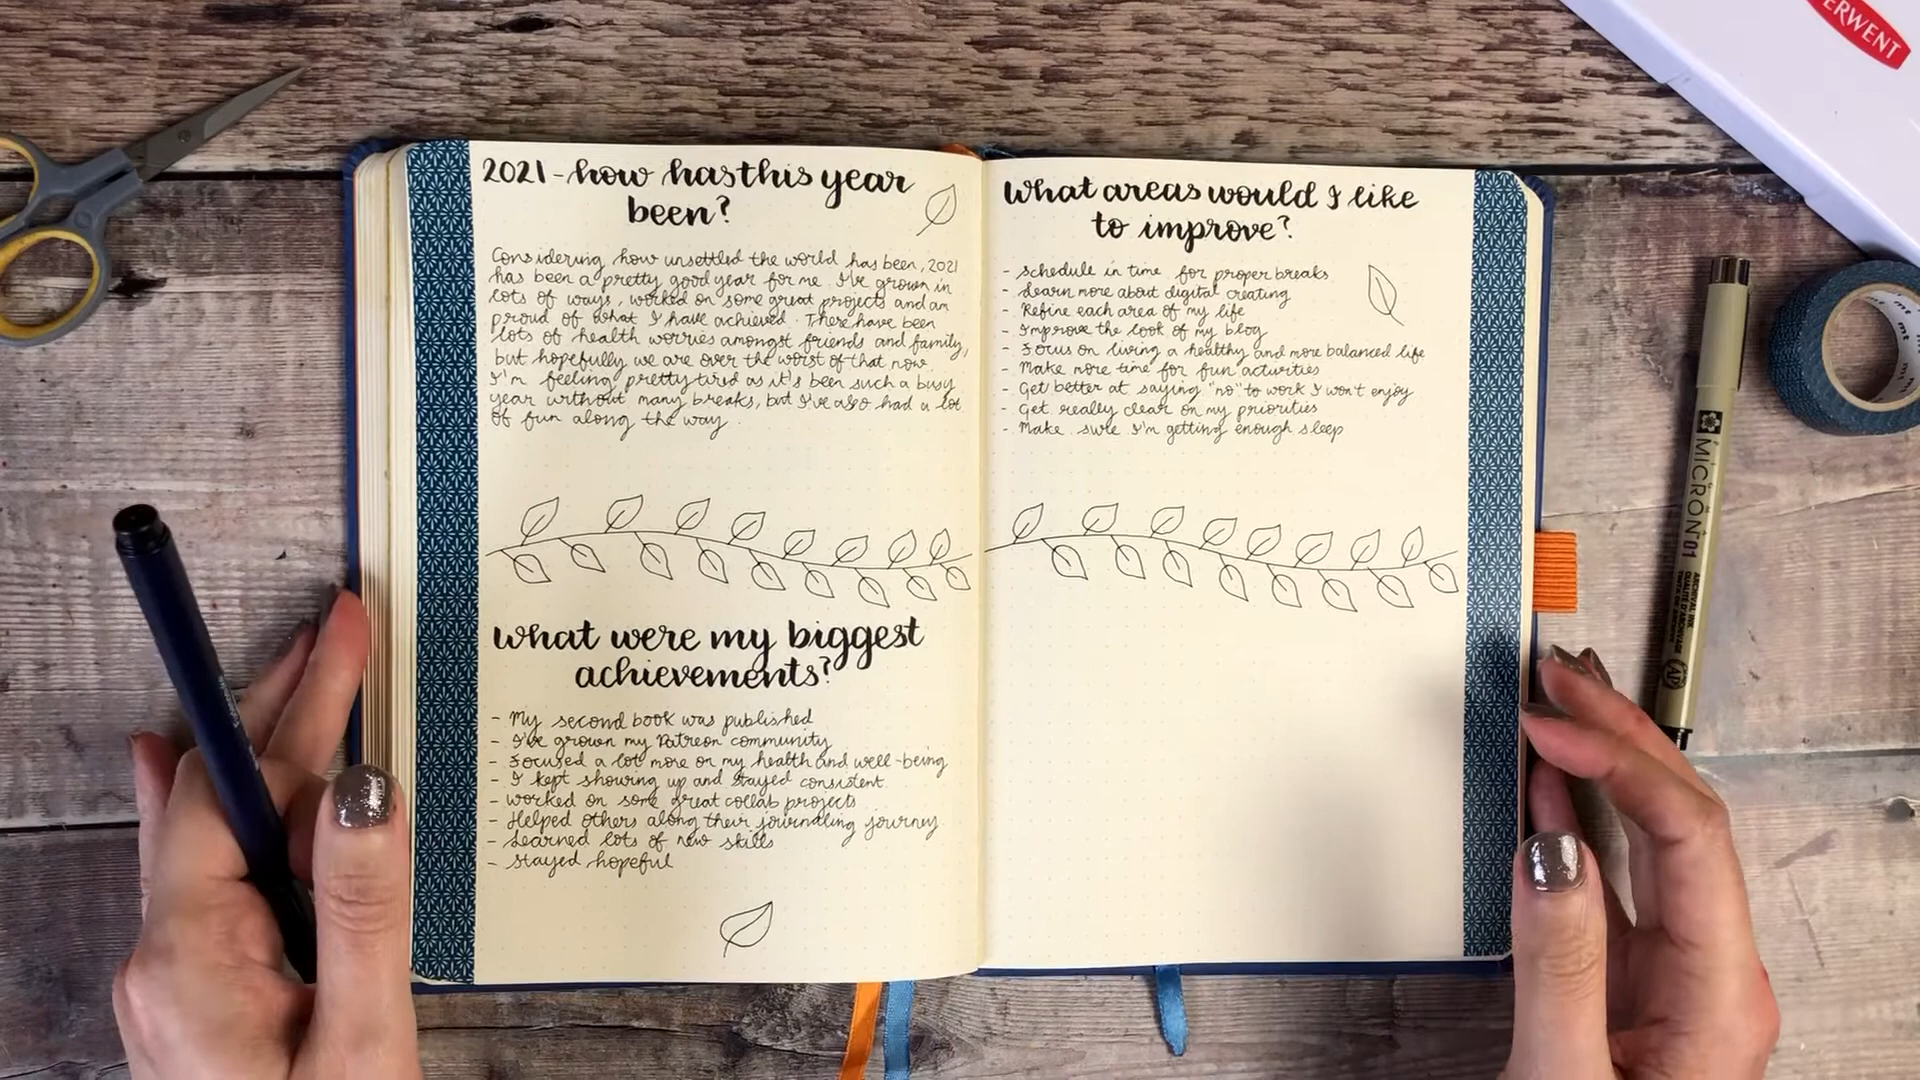 2021 - how has this year
been?
Considering how unsettled the world has been, 2021
has been a pretty good year for me. I've grown in
lots of ways, worked on some great projects and am
proud of what I have achieved. There have been
lots of health worries amongst friends and family,
but hopefully we are over the worst of that now.
I'm feeling pretty tired as it's been such a busy
year without many breaks, but I've also had a lot
of fun along the way.
What were my biggest
achievements?
- My second book was published
- I've grown my Patreon community
- Focused a lot more on my health and well-being
- I kept showing up and stayed consistent
- Worked on some great collab projects
- Helped others along their journaling journey
- Learned lots of new skills
- Stayed hopeful
What areas would I like
to improve?
- Schedule in time for proper breaks
- Learn more about digital creating
- Refine each area of my life
- Improve the look of my blog
- Focus on living a healthy and more balanced life
- Make more time for fun activities
- Get better at saying "no" to work I won't enjoy
- Get really clear on my priorities
- Make sure I'm getting enough sleep
ERWENT
MICRON 01
ARCHIVAL INK
QUALITÉ D'ARCHIVAGE
mt mt